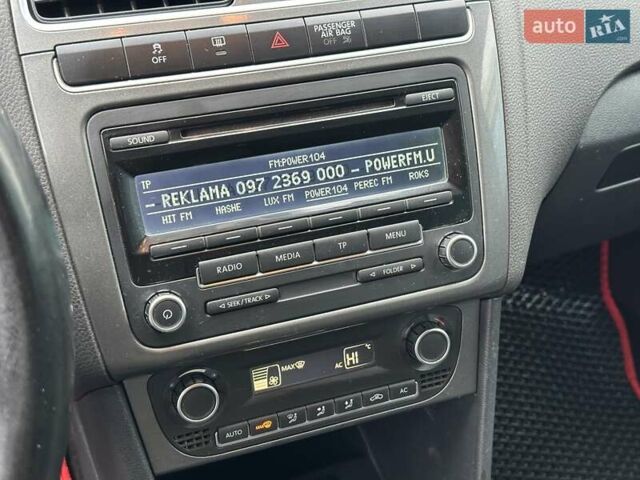 auto RIA
.com
OFF
PASSENGER
AIR BAG
OFF
SOUND
EJECT
FM:POWER104
TP
- REKLAMA 097 2369 000 - POWERFM.U
HIT FM NASHE LUX FM POWER104 PEREC FM ROKS
RADIO MEDIA TP MENU
SEEK / TRACK
FOLDER
MAX
AC HI °C
AUTO
AC